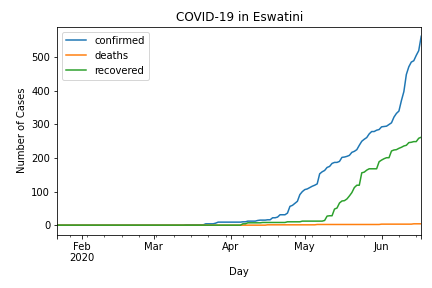 COVID-19 in Eswatini
confirmed
deaths
recovered
Number of Cases
500
400
300
200
100
0
Feb
2020
Mar
Apr
May
Jun
Day